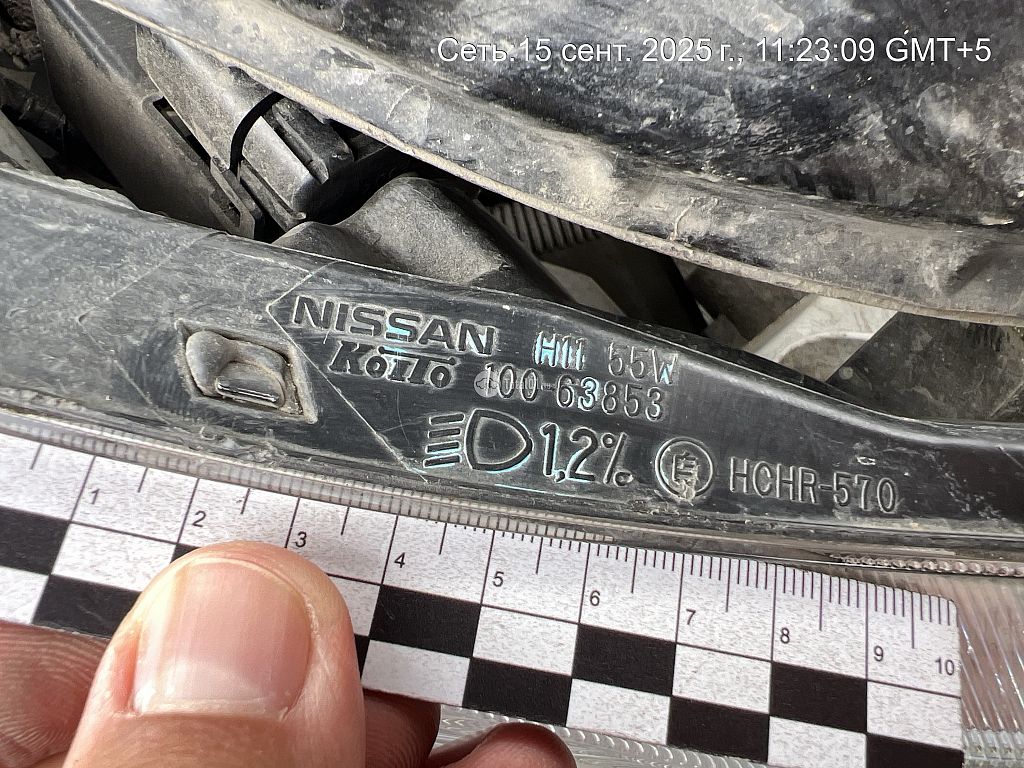 Сеть.15 сент. 2025 г., 11:23:09 GMT+5
NISSAN H11 55W
KOITO 100-63853
1,2% HCHR-570
1 2 3 4 5 6 7 8 9 10